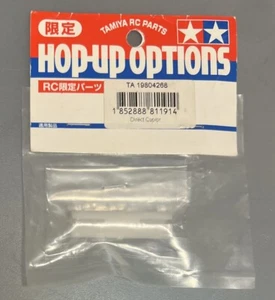 限定
TAMIYA RC PARTS
HOP-UP OPTIONS
RC限定パーツ
TA 19804268
1 852888 811914